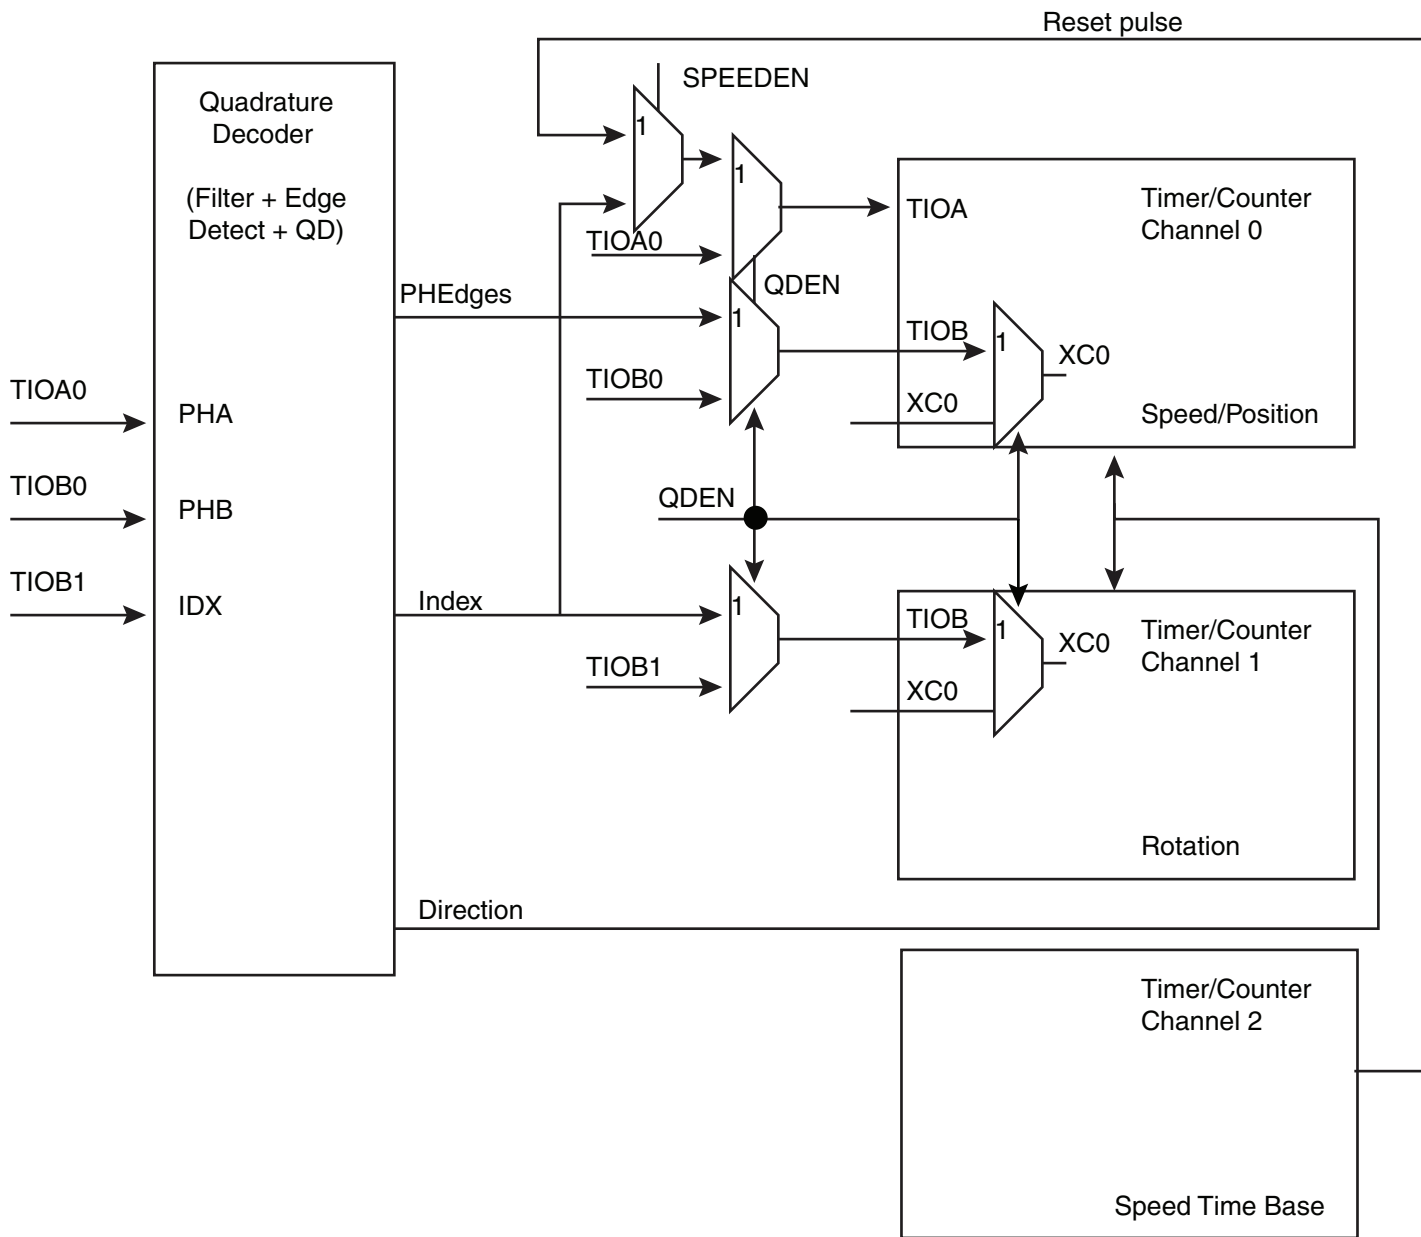 Reset pulse
SPEEDEN
Quadrature
Decoder
(Filter + Edge
Detect + QD)
1
1
TIOA
Timer/Counter
Channel 0
TIOA0
QDEN
PHEdges
1
TIOB
1
XC0
TIOB0
XC0
Speed/Position
TIOA0
PHA
TIOB0
PHB
QDEN
TIOB1
IDX
Index
1
TIOB
1
XC0
Timer/Counter
Channel 1
TIOB1
XC0
Rotation
Direction
Timer/Counter
Channel 2
Speed Time Base